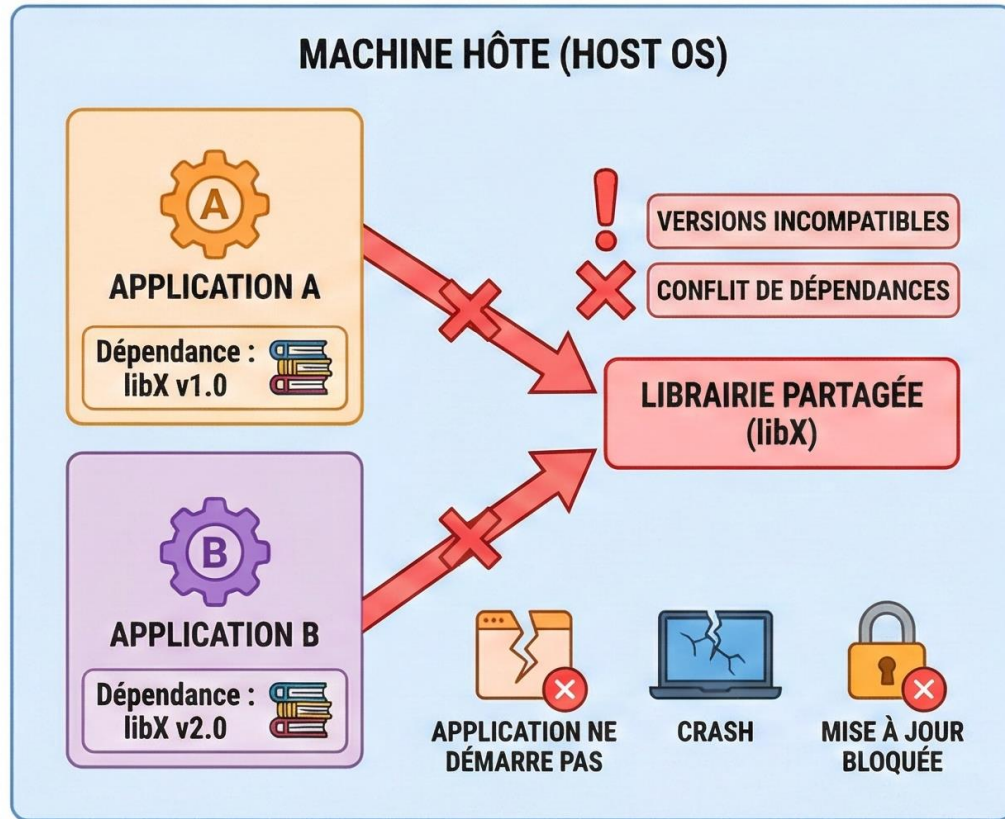 MACHINE HÔTE (HOST OS)
A
APPLICATION A
Dépendance :
libX v1.0
VERSIONS INCOMPATIBLES
CONFLIT DE DÉPENDANCES
LIBRAIRIE PARTAGÉE
(libX)
B
APPLICATION B
Dépendance :
libX v2.0
APPLICATION NE
DÉMARRE PAS
CRASH
MISE À JOUR
BLOQUÉE